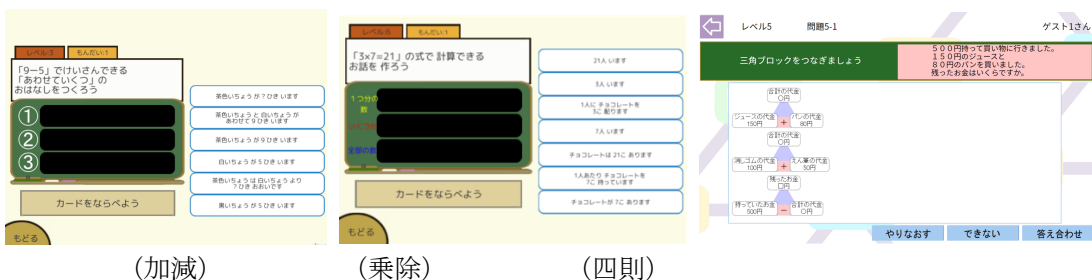 レベル:3 もんだい:1
「9ー5」でけいさんできる
「あわせていくつ」の
おはなしをつくろう
①
②
③
カードをならべよう
もどる
茶色いちょう が ? ひき います
茶色いちょう と 白いちょう が
あわせて 9 ひき います
茶色いちょう が 9 ひき います
白いちょう が 5 ひき います
茶色いちょう は 白いちょう より
? ひき おおいです
黒いちょう が 5 ひき います
(加減)
レベル:5 もんだい:1
「3×7=21」の式で 計算できる
お話を 作ろう
1つ分の
数
いくつ分
全部の数
カードをならべよう
もどる
21人 います
3人 います
1人に チョコレートを
3こ 配ります
7人 います
チョコレートは 21こ あります
1人あたり チョコレートを
7こ 持っています
チョコレートが 7こ あります
(乗除)
レベル5 問題5-1 ゲスト1さん
三角ブロックをつなぎましょう
500円持って買い物に行きました。
150円のジュースと
80円のパンを買いました。
残ったお金はいくらですか。
合計の代金
〇円
ジュースの代金
150円
+
パンの代金
80円
合計の代金
〇円
消しゴムの代金
100円
+
えん筆の代金
50円
残ったお金
□円
持っていたお金
500円
−
合計の代金
〇円
やりなおす できない 答え合わせ
(四則)